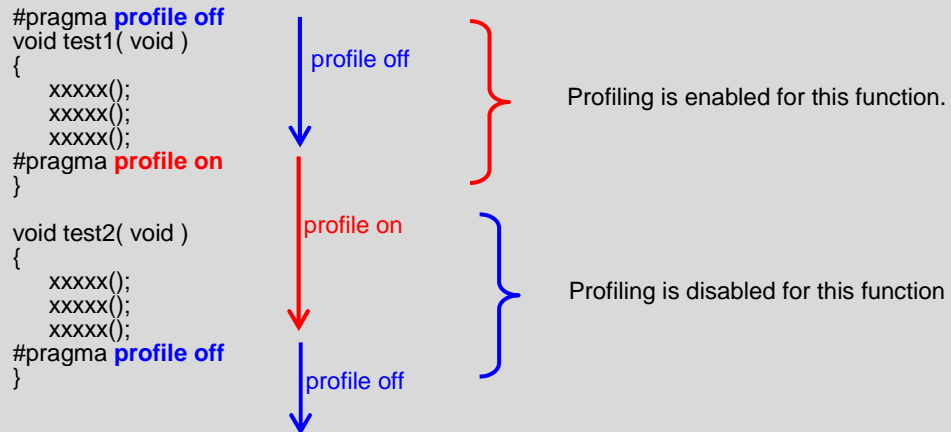 #pragma profile off
void test1( void )
{
xxxxx();
xxxxx();
xxxxx();
#pragma profile on
}
void test2( void )
{
xxxxx();
xxxxx();
xxxxx();
#pragma profile off
}
profile off
profile on
profile off
Profiling is enabled for this function.
Profiling is disabled for this function